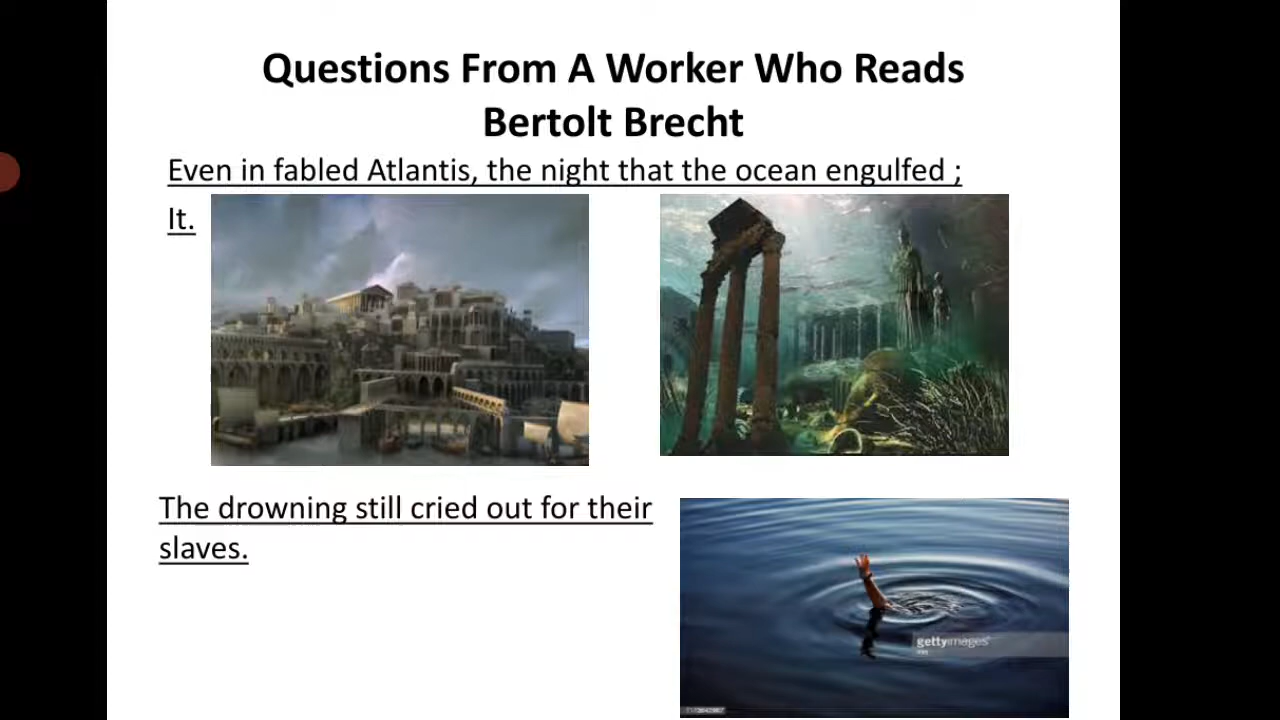 Questions From A Worker Who Reads
Bertolt Brecht
Even in fabled Atlantis, the night that the ocean engulfed ;
It.
The drowning still cried out for their
slaves.
gettyimages